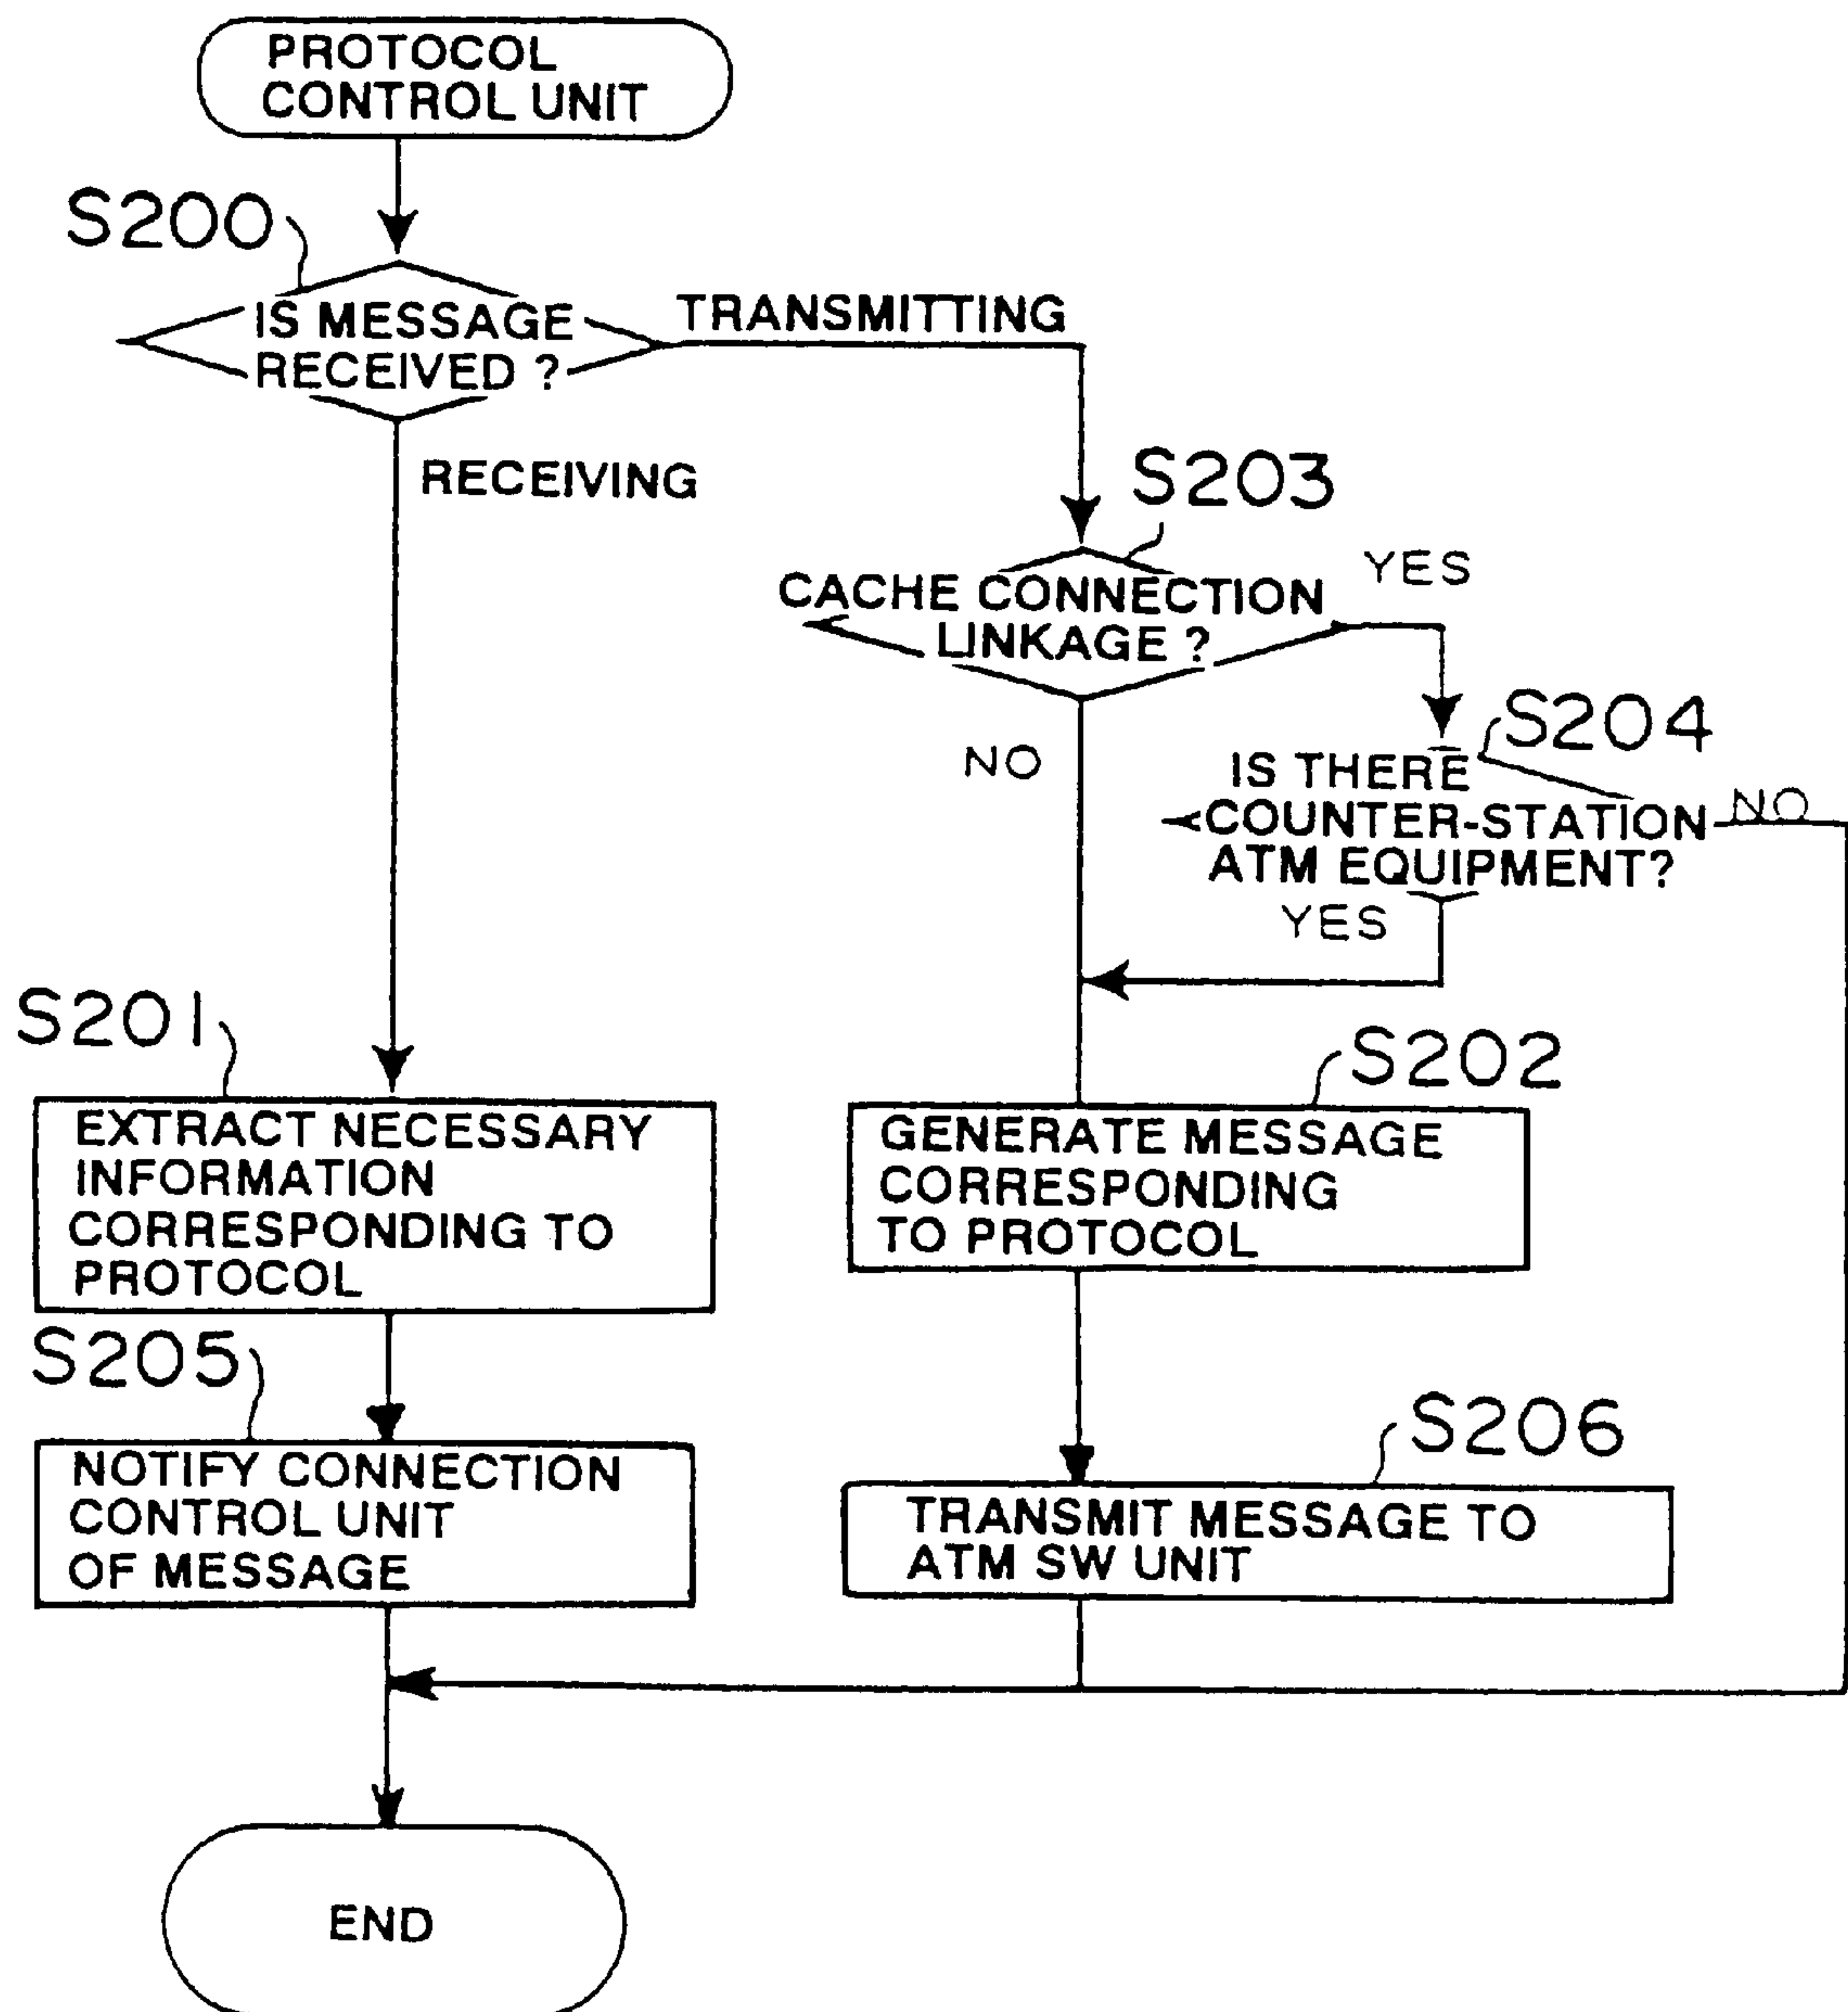 PROTOCOL
CONTROL UNIT
S200
IS MESSAGE
RECEIVED ?
TRANSMITTING
RECEIVING
S203
CACHE CONNECTION
LINKAGE ?
YES
NO
S204
IS THERE
COUNTER-STATION
ATM EQUIPMENT?
NO
YES
S201
EXTRACT NECESSARY
INFORMATION
CORRESPONDING TO
PROTOCOL
S202
GENERATE MESSAGE
CORRESPONDING
TO PROTOCOL
S205
NOTIFY CONNECTION
CONTROL UNIT
OF MESSAGE
S206
TRANSMIT MESSAGE TO
ATM SW UNIT
END